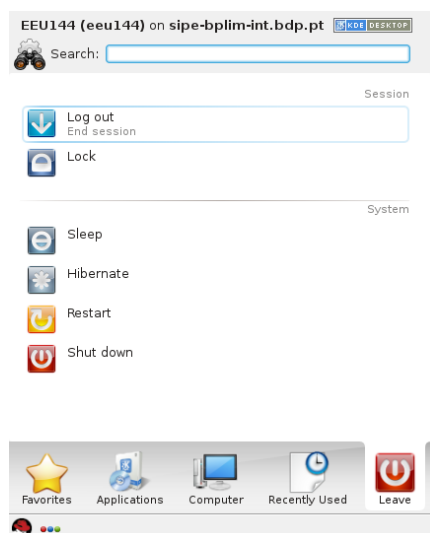 EEU144 (eeu144) on sipe-bplim-int.bdp.pt KDE DESKTOP
Search:
Session
Log out
End session
Lock
System
Sleep
Hibernate
Restart
Shut down
Favorites Applications Computer Recently Used Leave